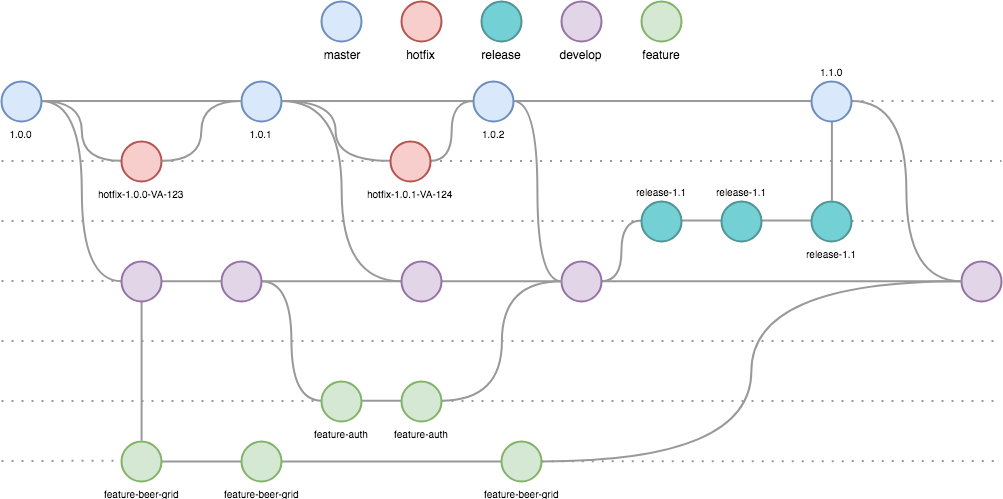 master
hotfix
release
develop
feature
1.1.0
1.0.0
1.0.1
1.0.2
hotfix-1.0.0-VA-123
hotfix-1.0.1-VA-124
release-1.1
release-1.1
release-1.1
feature-auth
feature-auth
feature-beer-grid
feature-beer-grid
feature-beer-grid